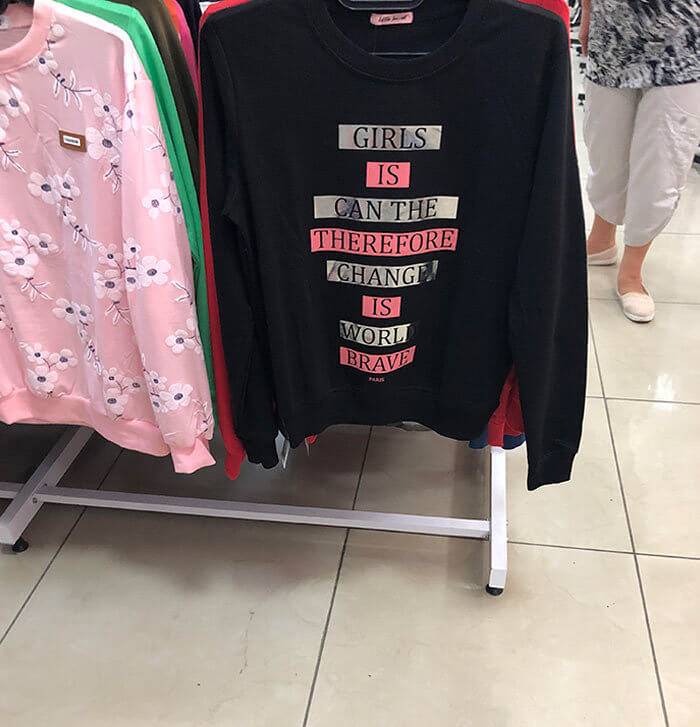 GIRLS
IS
CAN THE
THEREFORE
CHANGE
IS
WORLD
BRAVE
PARIS